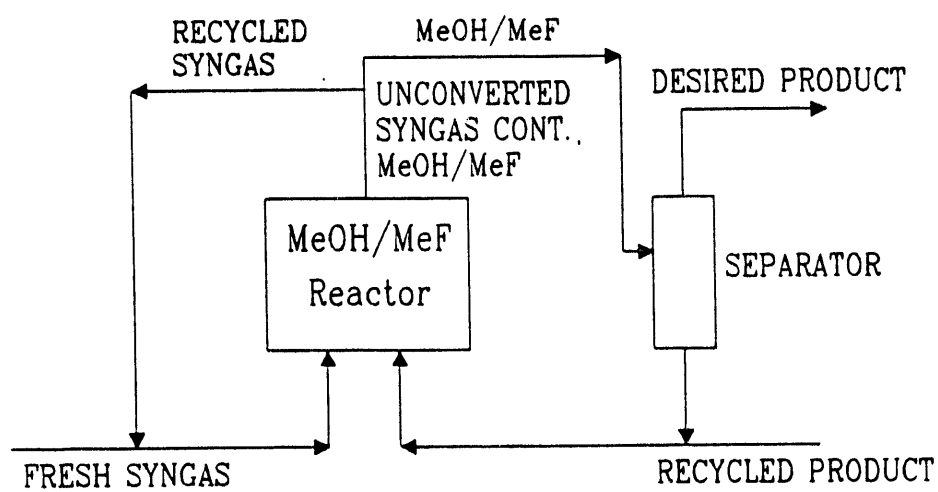 RECYCLED
SYNGAS
MeOH/MeF
UNCONVERTED
SYNGAS CONT.
MeOH/MeF
DESIRED PRODUCT
MeOH/MeF
Reactor
SEPARATOR
FRESH SYNGAS
RECYCLED PRODUCT